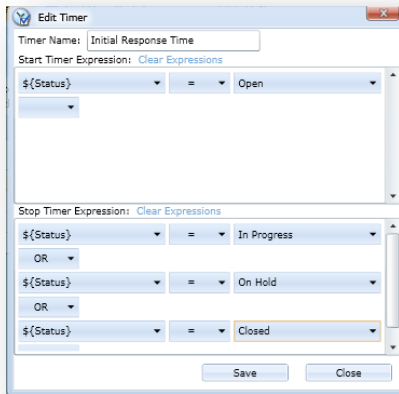 Edit Timer
Timer Name: Initial Response Time
Start Timer Expression: Clear Expressions
${Status} = Open
Stop Timer Expression: Clear Expressions
${Status} = In Progress
OR
${Status} = On Hold
OR
${Status} = Closed
Save Close